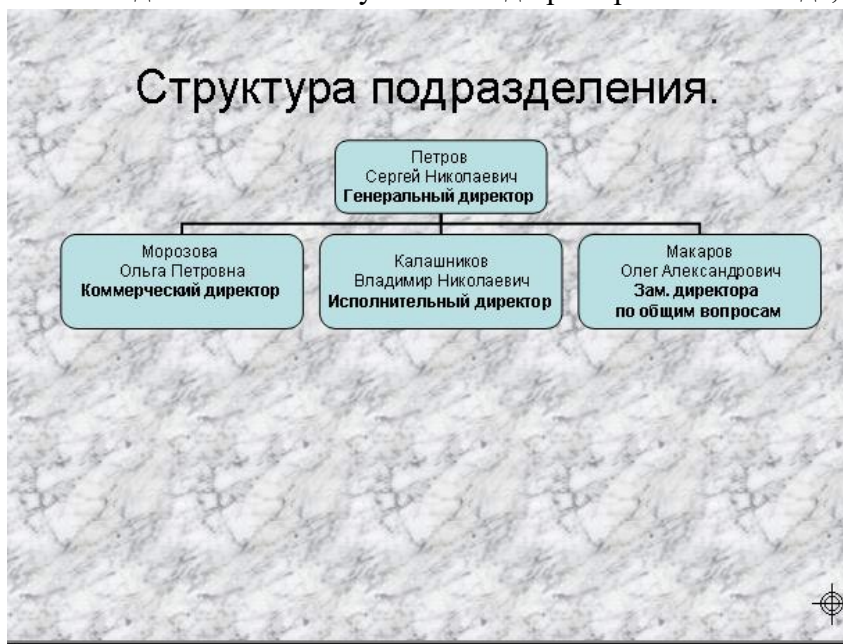 Структура подразделения.
Петров
Сергей Николаевич
Генеральный директор
Морозова
Ольга Петровна
Коммерческий директор
Калашников
Владимир Николаевич
Исполнительный директор
Макаров
Олег Александрович
Зам. директора
по общим вопросам